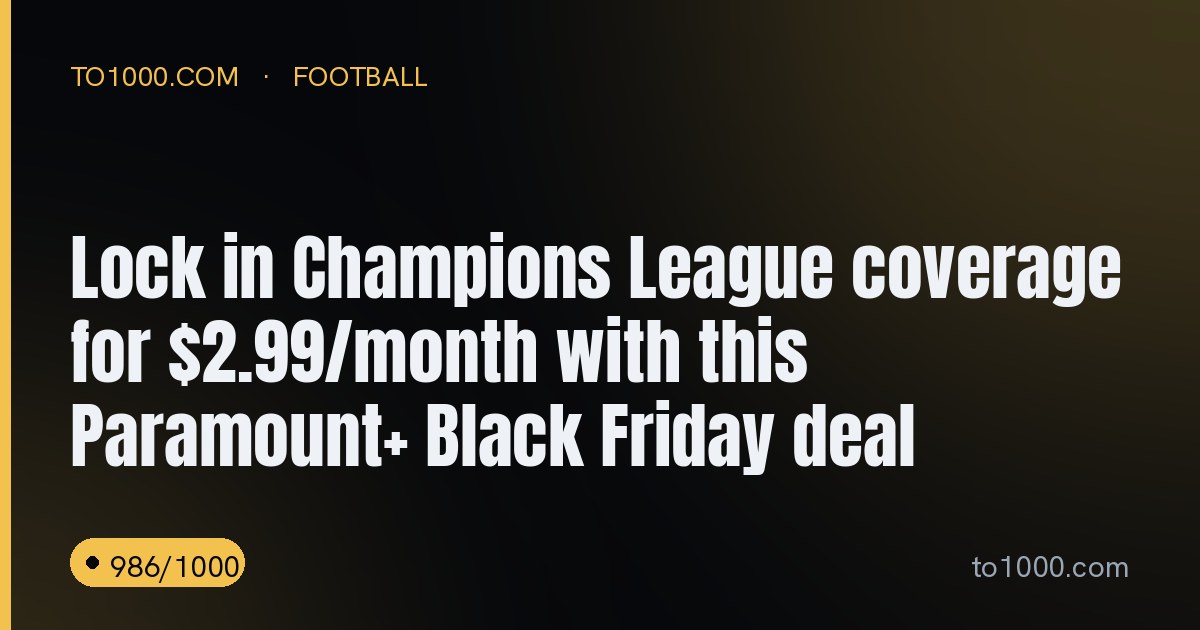 TO1000.COM · FOOTBALL
Lock in Champions League coverage
for $2.99/month with this
Paramount+ Black Friday deal
986/1000
to1000.com